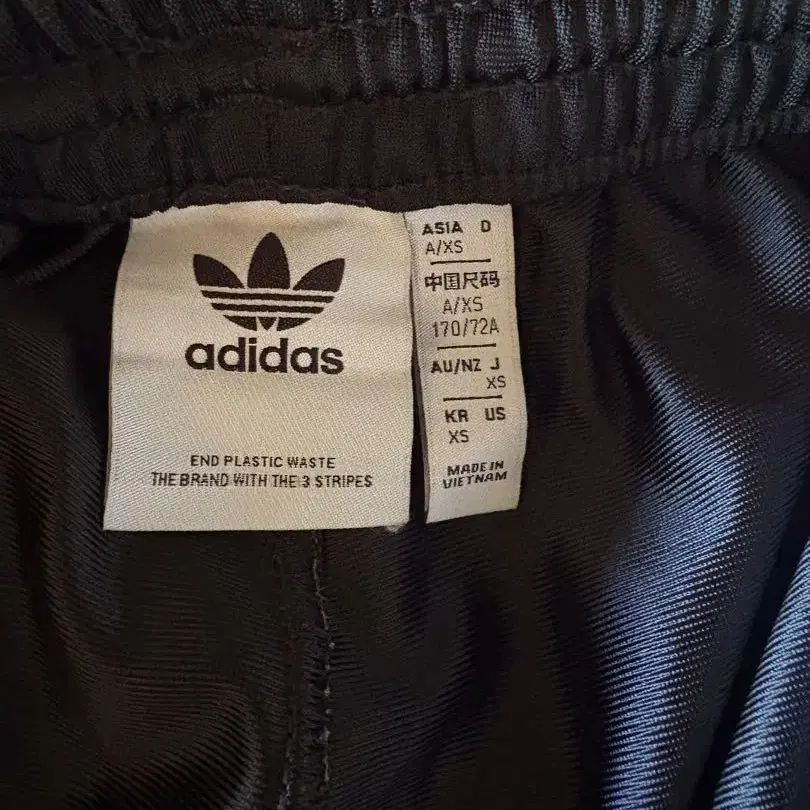 adidas
END PLASTIC WASTE
THE BRAND WITH THE 3 STRIPES
ASIA D
A/XS
中国尺码
A/XS
170/72A
AU/NZ J
XS
KR US
XS
MADE IN
VIETNAM